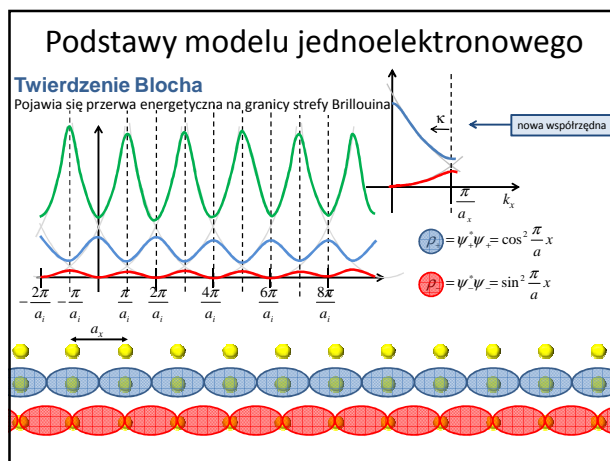 Podstawy modelu jednoelektronowego
Twierdzenie Blocha
Pojawia się przerwa energetyczna na granicy strefy Brillouina
κ
nowa współrzędna
π/a_x
k_x
ρ₊ = ψ₊* ψ₊ = cos² π/a x
ρ₋ = ψ₋* ψ₋ = sin² π/a x
−2π/a_i −π/a_i π/a_i 2π/a_i 4π/a_i 6π/a_i 8π/a_i
a_x